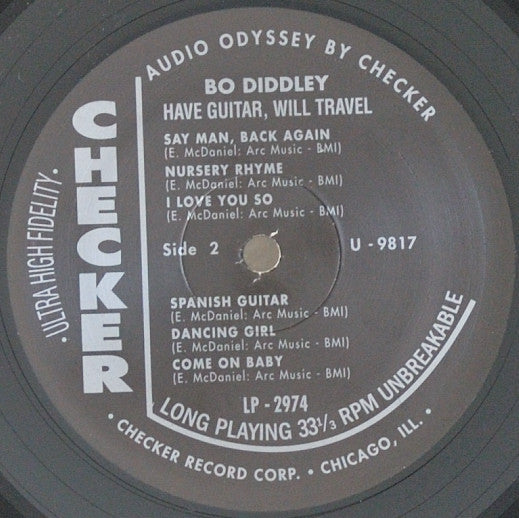 AUDIO ODYSSEY BY CHECKER
BO DIDDLEY
HAVE GUITAR, WILL TRAVEL
CHECKER
• ULTRA HIGH FIDELITY •
SAY MAN, BACK AGAIN
(E. McDaniel: Arc Music - BMI)
NURSERY RHYME
(E. McDaniel: Arc Music - BMI)
I LOVE YOU SO
(E. McDaniel: Arc Music - BMI)
Side 2
U - 9817
SPANISH GUITAR
(E. McDaniel: Arc Music - BMI)
DANCING GIRL
(E. McDaniel: Arc Music - BMI)
COME ON BABY
(E. McDaniel: Arc Music - BMI)
LP - 2974
LONG PLAYING 33⅓ RPM UNBREAKABLE
• CHECKER RECORD CORP. • CHICAGO, ILL. •